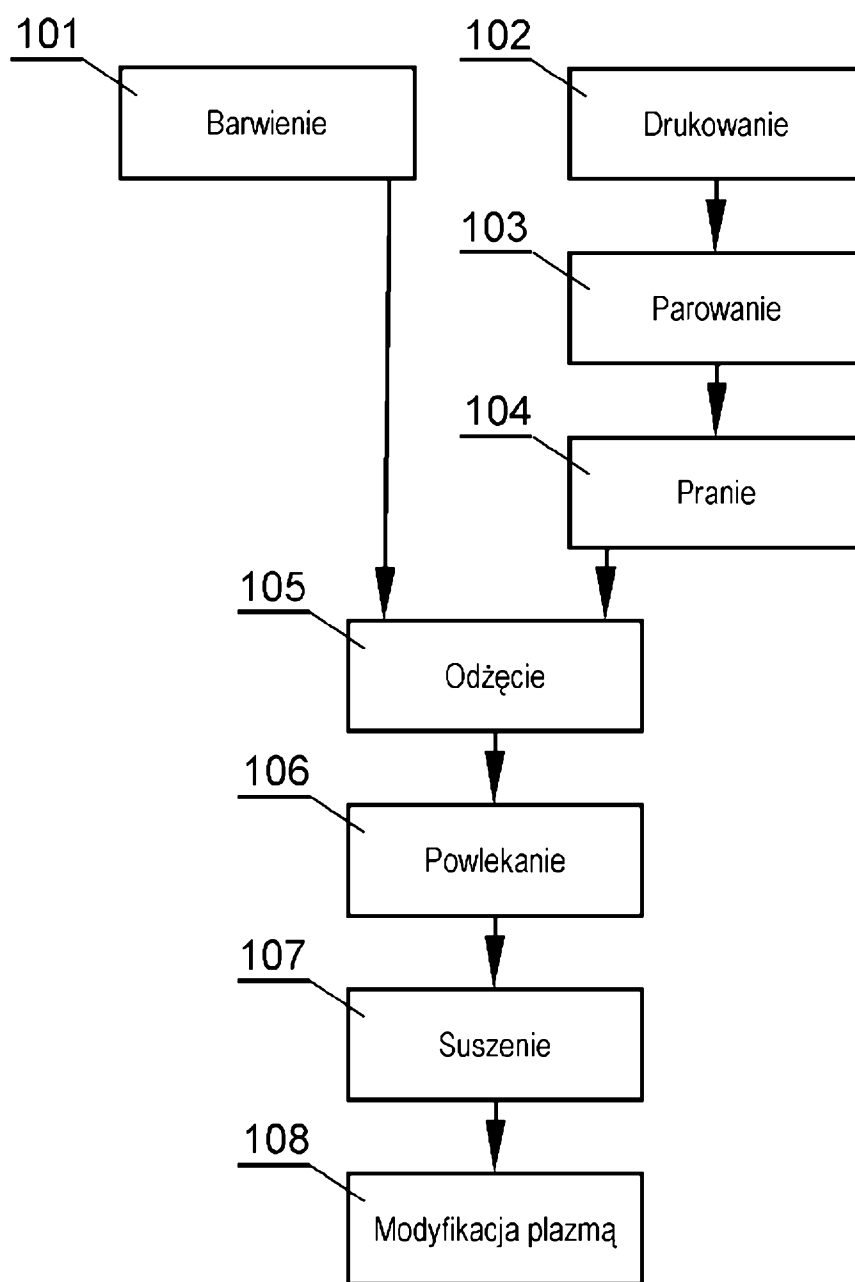 101
Barwienie
102
Drukowanie
103
Parowanie
104
Pranie
105
Odżęcie
106
Powlekanie
107
Suszenie
108
Modyfikacja plazmą